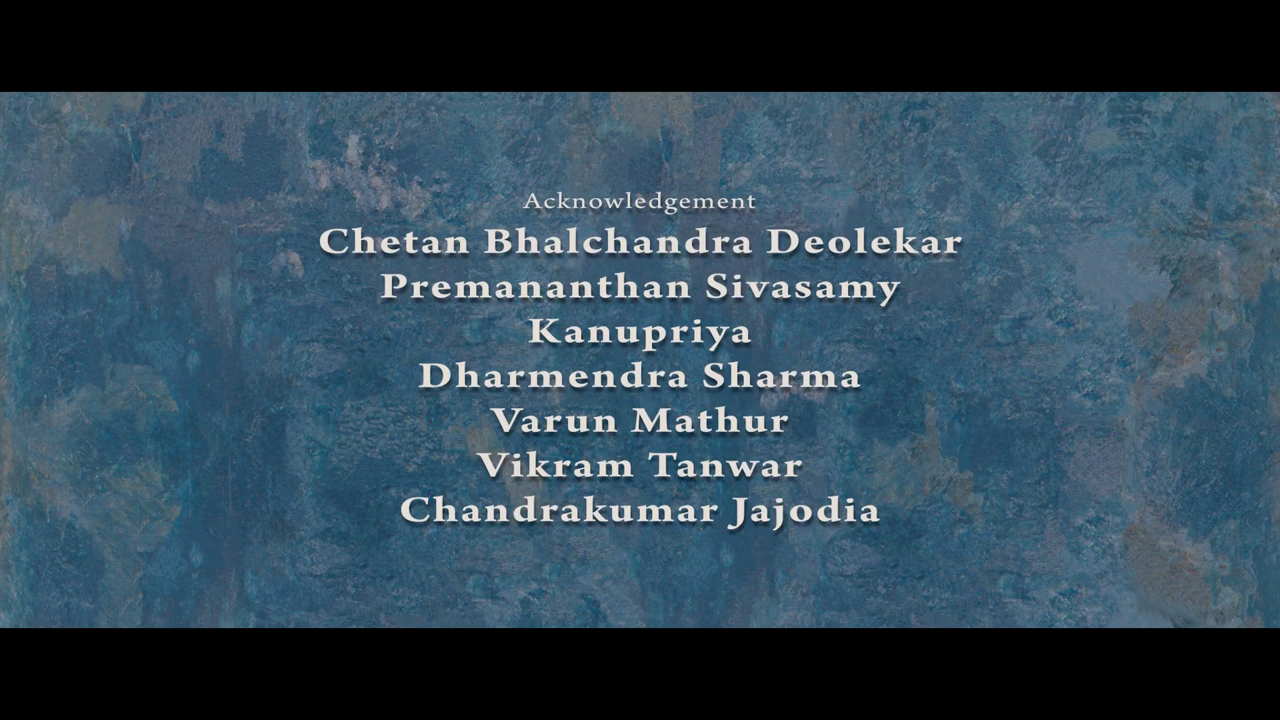 Acknowledgement
Chetan Bhalchandra Deolekar
Premananthan Sivasamy
Kanupriya
Dharmendra Sharma
Varun Mathur
Vikram Tanwar
Chandrakumar Jajodia